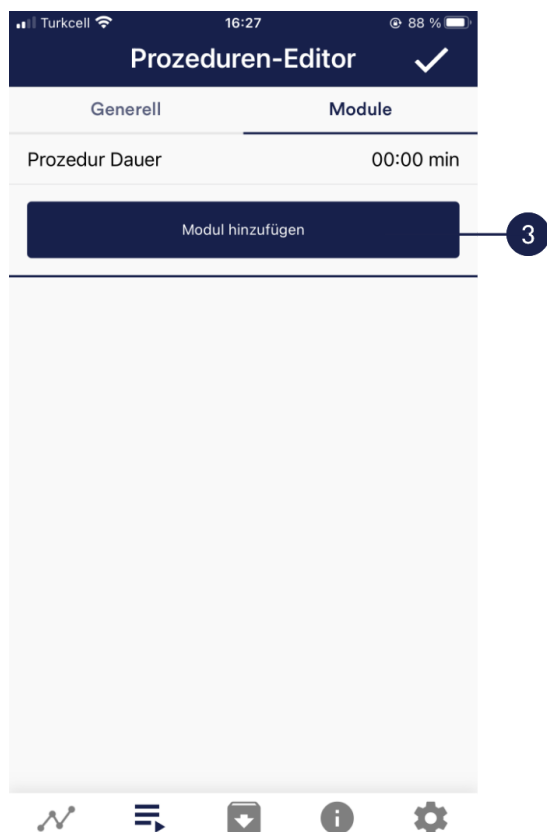 Turkcell 16:27 88 %
Prozeduren-Editor
Generell Module
Prozedur Dauer 00:00 min
Modul hinzufügen
3